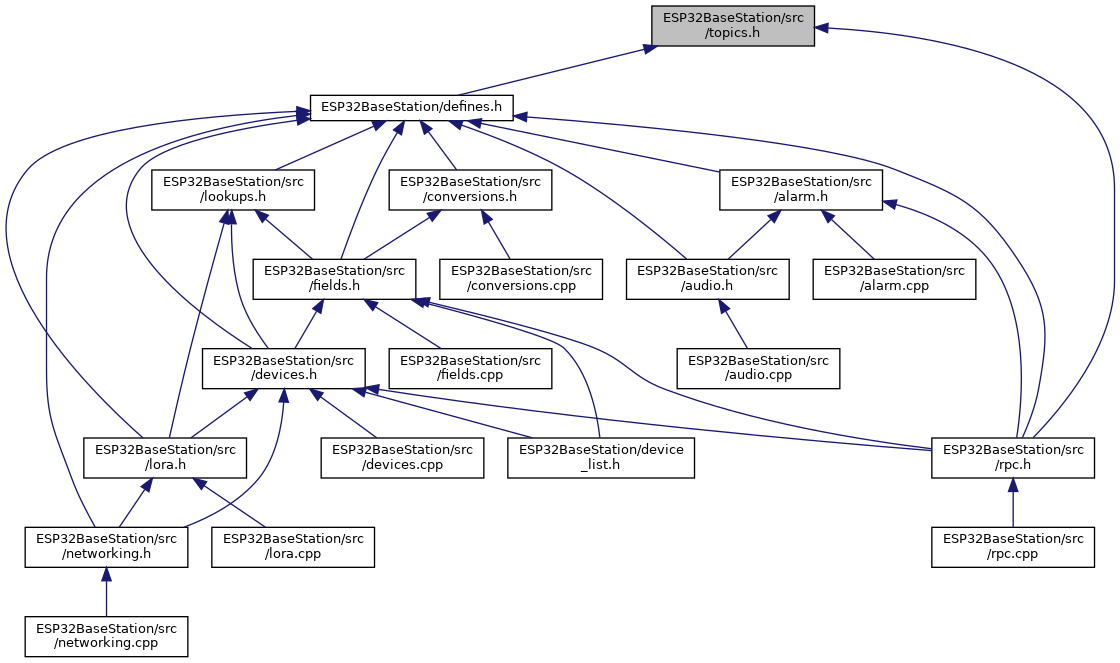 ESP32BaseStation/src
/topics.h
ESP32BaseStation/defines.h
ESP32BaseStation/src
/lookups.h
ESP32BaseStation/src
/conversions.h
ESP32BaseStation/src
/alarm.h
ESP32BaseStation/src
/fields.h
ESP32BaseStation/src
/conversions.cpp
ESP32BaseStation/src
/audio.h
ESP32BaseStation/src
/alarm.cpp
ESP32BaseStation/src
/devices.h
ESP32BaseStation/src
/fields.cpp
ESP32BaseStation/src
/audio.cpp
ESP32BaseStation/src
/lora.h
ESP32BaseStation/src
/devices.cpp
ESP32BaseStation/device
_list.h
ESP32BaseStation/src
/rpc.h
ESP32BaseStation/src
/networking.h
ESP32BaseStation/src
/lora.cpp
ESP32BaseStation/src
/rpc.cpp
ESP32BaseStation/src
/networking.cpp